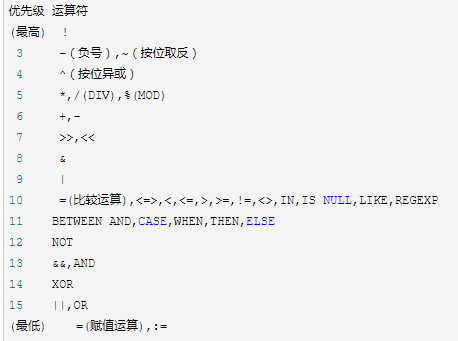 优先级 运算符
(最高)  !
3  -(负号),~(按位取反)
4  ^(按位异或)
5  *,/(DIV),%(MOD)
6  +,-
7  >>,<<
8  &
9  |
10  =(比较运算),<=>,<,<=,>,>=,!=,<>,IN,IS NULL,LIKE,REGEXP
11  BETWEEN AND,CASE,WHEN,THEN,ELSE
12  NOT
13  &&,AND
14  XOR
15  ||,OR
(最低)  =(赋值运算),:=